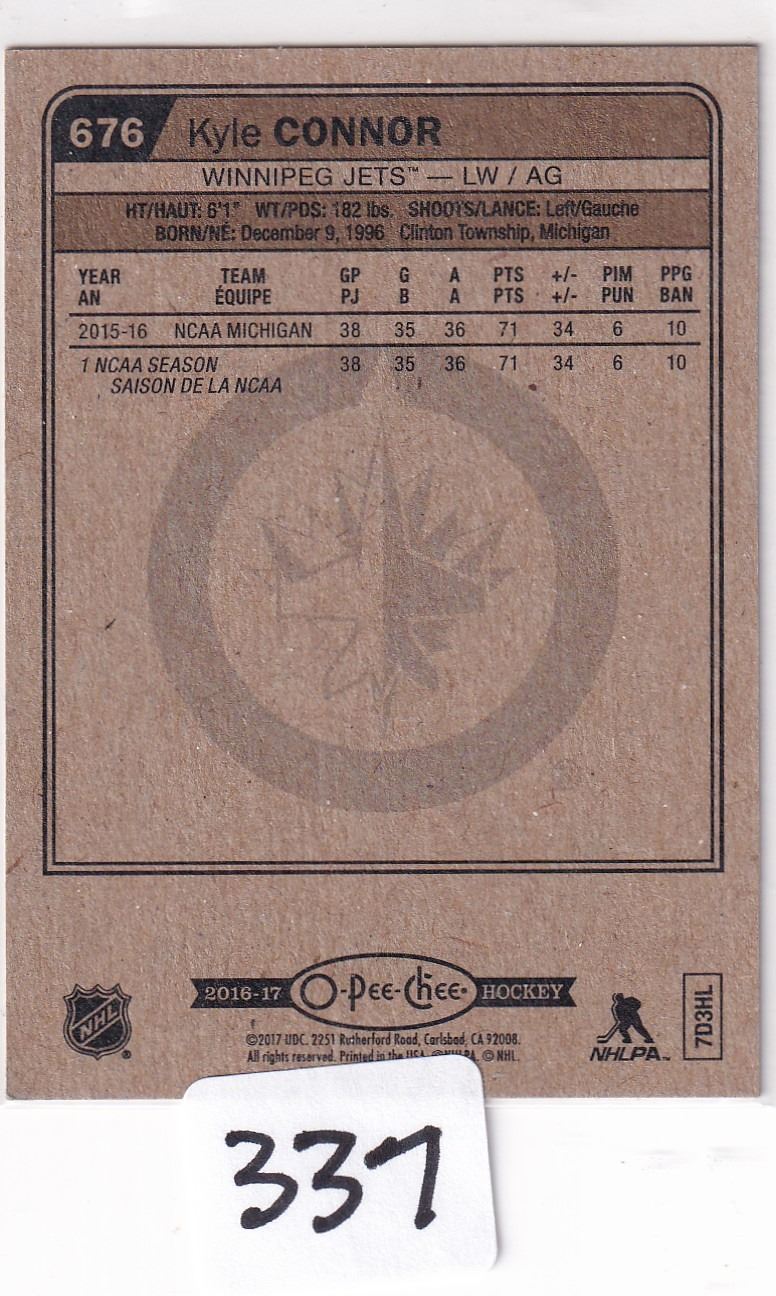 676 Kyle CONNOR
WINNIPEG JETS™ — LW / AG
HT/HAUT: 6'1" WT/PDS: 182 lbs. SHOOTS/LANCE: Left/Gauche
BORN/NÉ: December 9, 1996 Clinton Township, Michigan
YEAR TEAM GP G A PTS +/- PIM PPG
AN ÉQUIPE PJ B A PTS +/- PUN BAN
2015-16 NCAA MICHIGAN 38 35 36 71 34 6 10
1 NCAA SEASON 38 35 36 71 34 6 10
SAISON DE LA NCAA
NHL ®
2016-17 O-Pee-Chee HOCKEY
©2017 UDC. 2251 Rutherford Road, Carlsbad, CA 92008.
All rights reserved. Printed in the USA. © NHLPA. © NHL.
NHLPA™
7D3HL
337